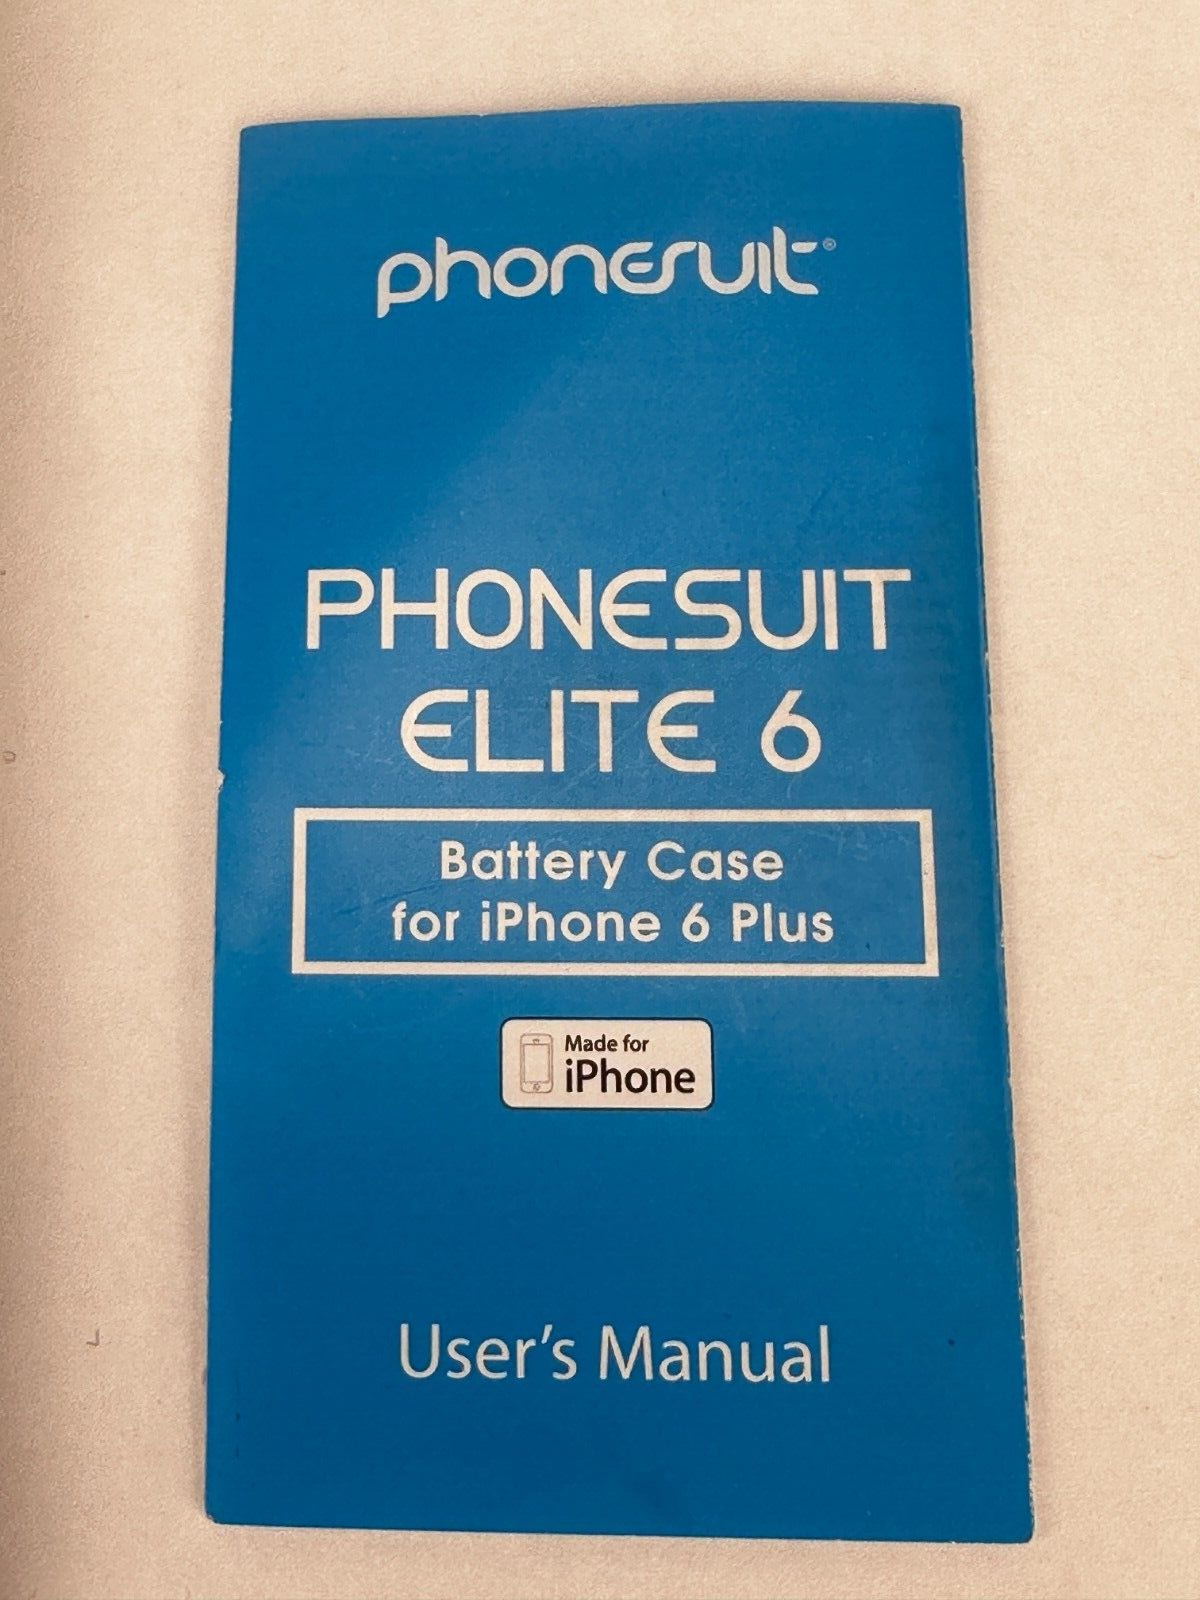 phonesuit®
PHONESUIT
ELITE 6
Battery Case
for iPhone 6 Plus
Made for
iPhone
User's Manual